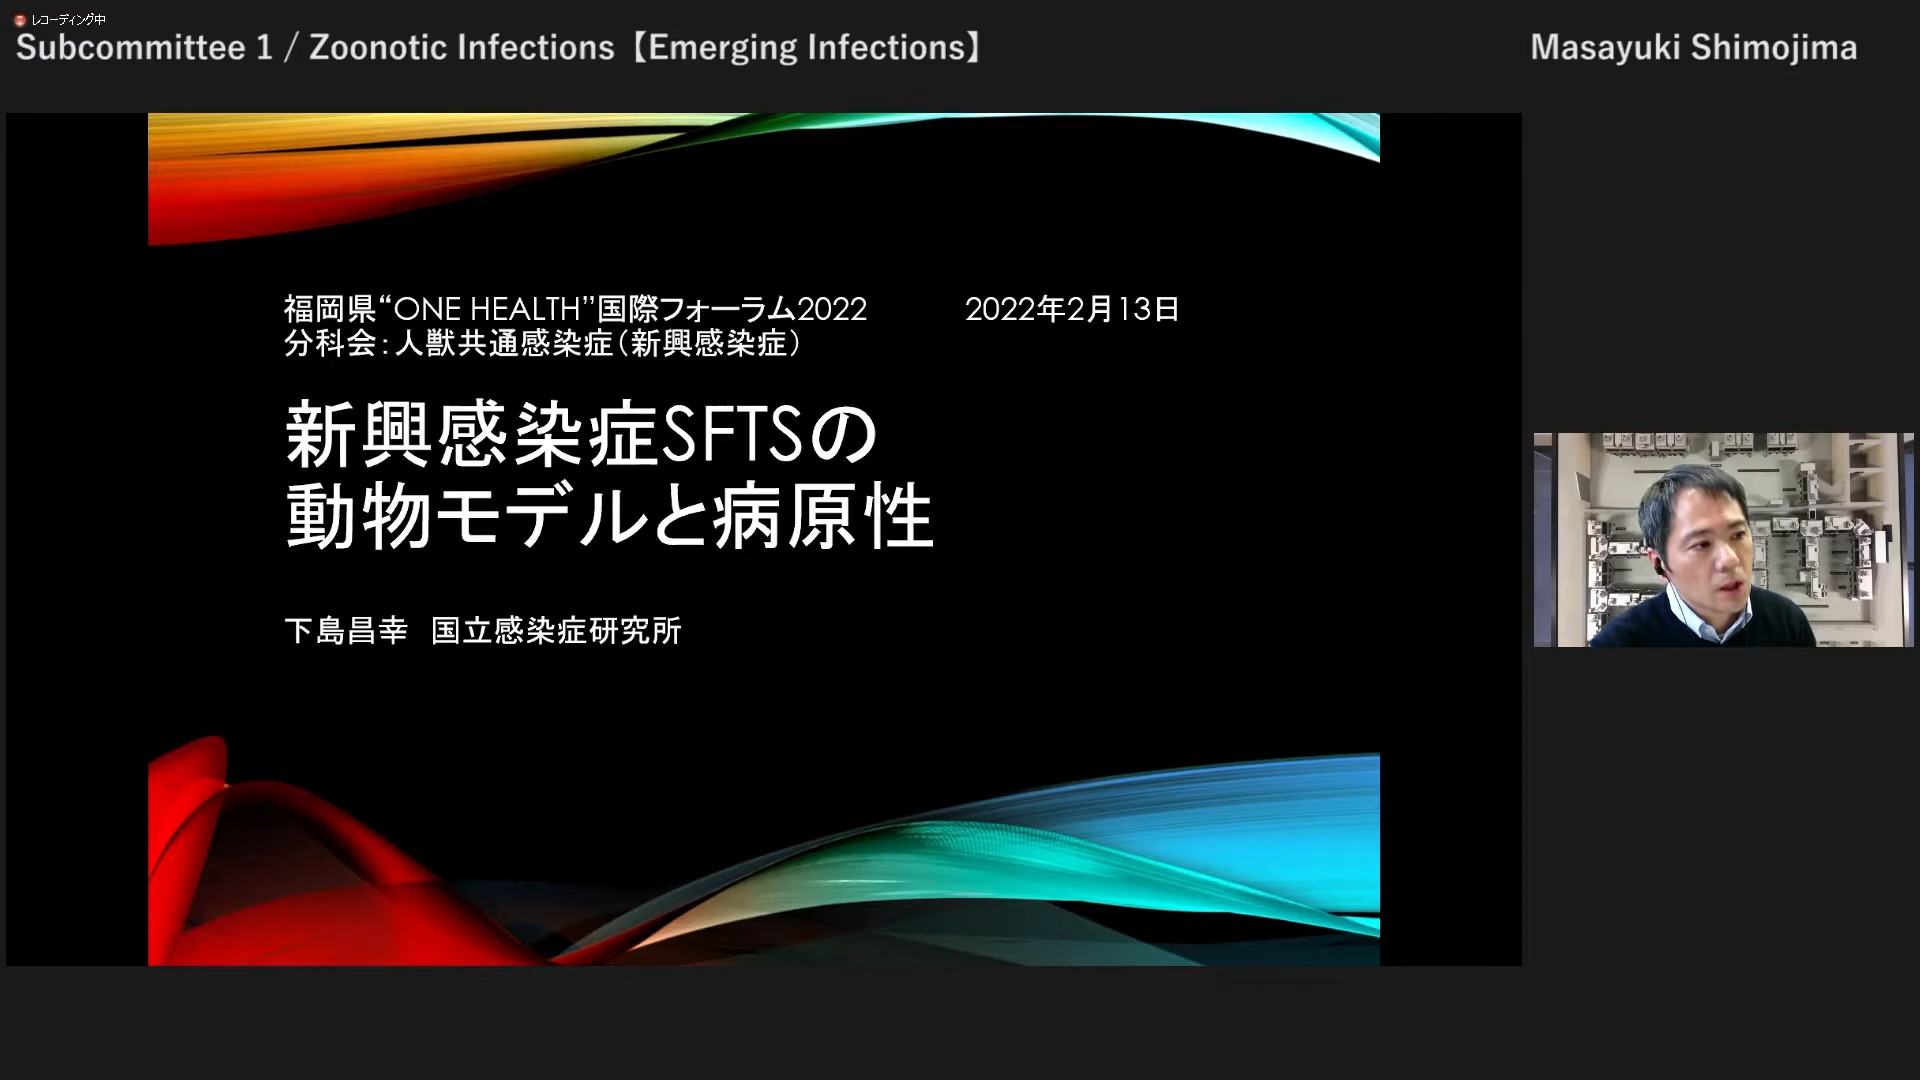 レコーディング中
Subcommittee 1 / Zoonotic Infections【Emerging Infections】
Masayuki Shimojima
福岡県“ONE HEALTH”国際フォーラム2022 2022年2月13日
分科会：人獣共通感染症（新興感染症）
新興感染症SFTSの
動物モデルと病原性
下島昌幸 国立感染症研究所